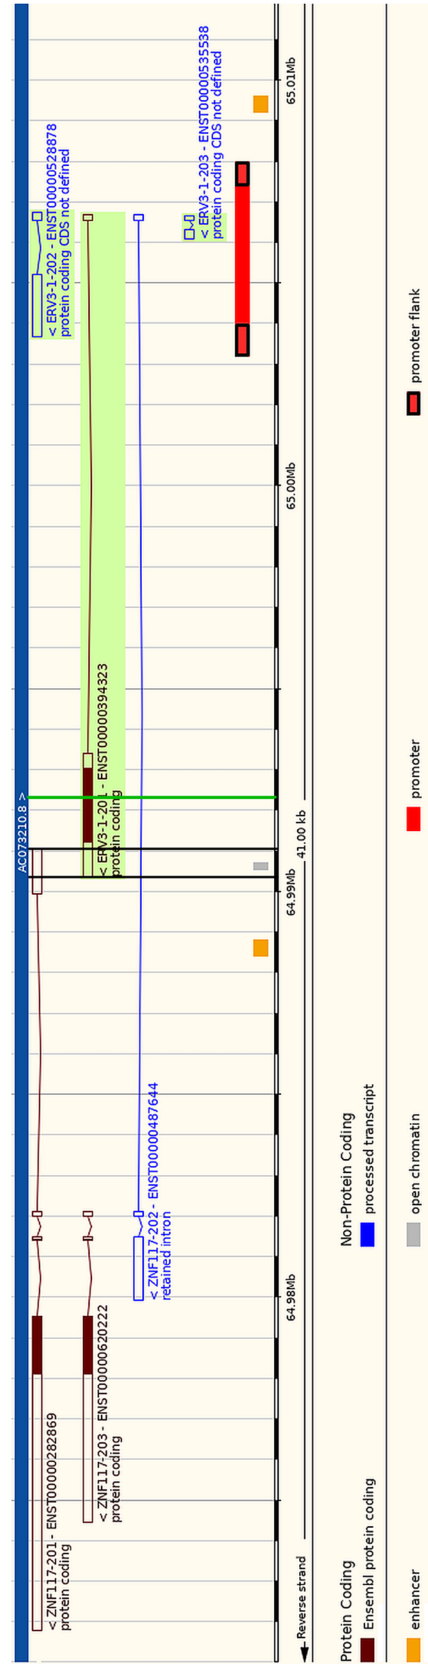 AC073210.8 >
< ZNF117-201 - ENST00000282869
protein coding
< ERV3-1-202 - ENST00000528878
protein coding CDS not defined
< ZNF117-203 - ENST00000620222
protein coding
< ERV3-1-201 - ENST00000394323
protein coding
< ZNF117-202 - ENST00000487644
retained intron
< ERV3-1-203 - ENST00000535538
protein coding CDS not defined
64.98Mb
64.99Mb
65.00Mb
65.01Mb
Reverse strand
41.00 kb
Protein Coding
Non-Protein Coding
Ensembl protein coding
processed transcript
enhancer
open chromatin
promoter
promoter flank